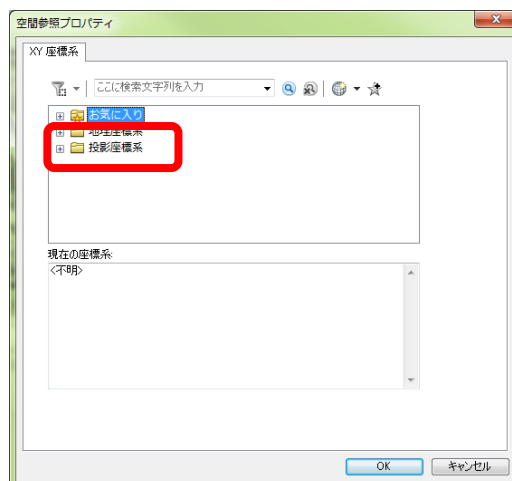 空間参照プロパティ
XY 座標系
ここに検索文字列を入力
お気に入り
地理座標系
投影座標系
現在の座標系:
<不明>
OK
キャンセル